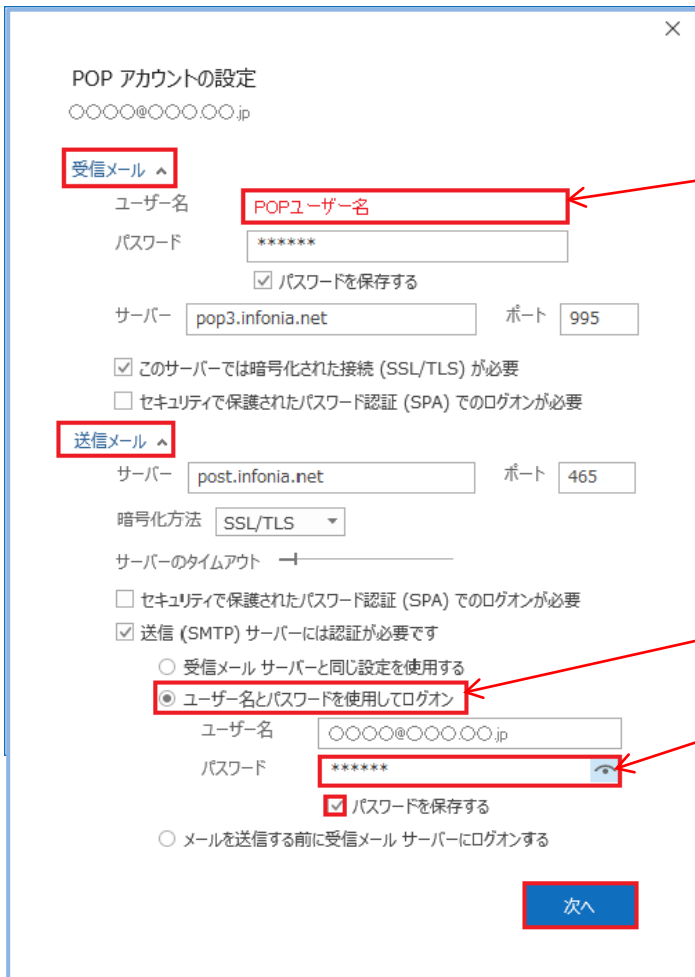 POP アカウントの設定
○○○○@○○○.○○.jp
受信メール
ユーザー名 POPユーザー名
パスワード ******
パスワードを保存する
サーバー pop3.infonia.net ポート 995
このサーバーでは暗号化された接続 (SSL/TLS) が必要
セキュリティで保護されたパスワード認証 (SPA) でのログオンが必要
送信メール
サーバー post.infonia.net ポート 465
暗号化方法 SSL/TLS
サーバーのタイムアウト
セキュリティで保護されたパスワード認証 (SPA) でのログオンが必要
送信 (SMTP) サーバーには認証が必要です
受信メール サーバーと同じ設定を使用する
ユーザー名とパスワードを使用してログオン
ユーザー名 ○○○○@○○○.○○.jp
パスワード ******
パスワードを保存する
メールを送信する前に受信メール サーバーにログオンする
次へ